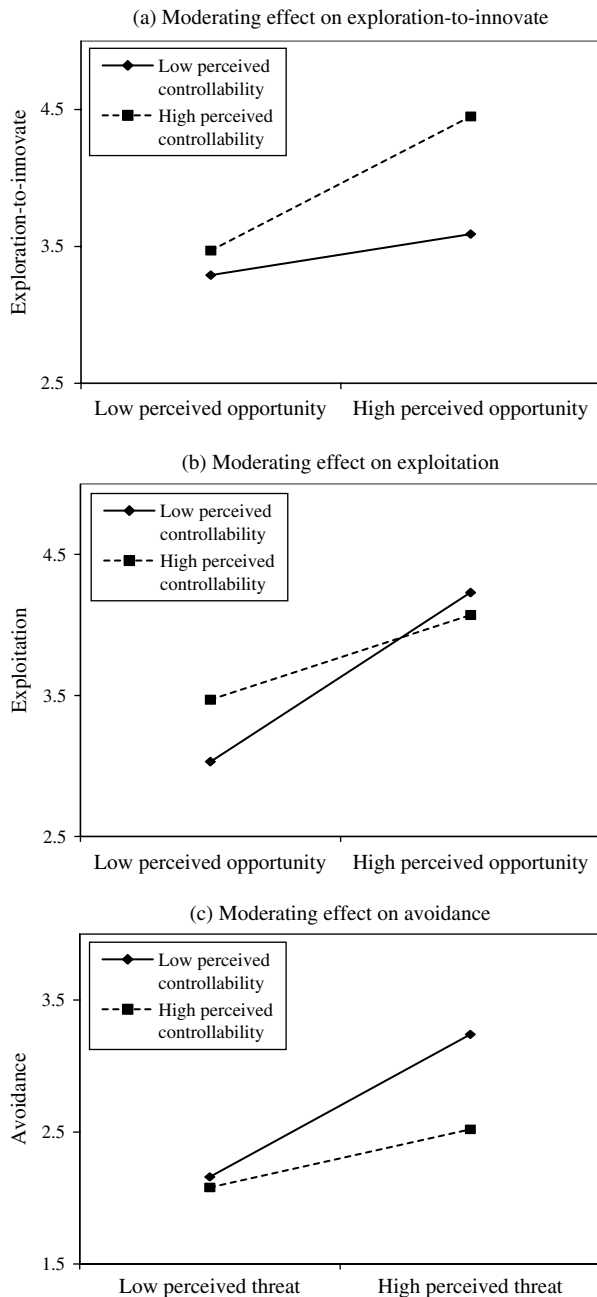 (a) Moderating effect on exploration-to-innovate
Low perceived
controllability
High perceived
controllability
4.5
3.5
2.5
Exploration-to-innovate
Low perceived opportunity
High perceived opportunity
(b) Moderating effect on exploitation
Low perceived
controllability
High perceived
controllability
4.5
3.5
2.5
Exploitation
Low perceived opportunity
High perceived opportunity
(c) Moderating effect on avoidance
Low perceived
controllability
High perceived
controllability
3.5
2.5
1.5
Avoidance
Low perceived threat
High perceived threat